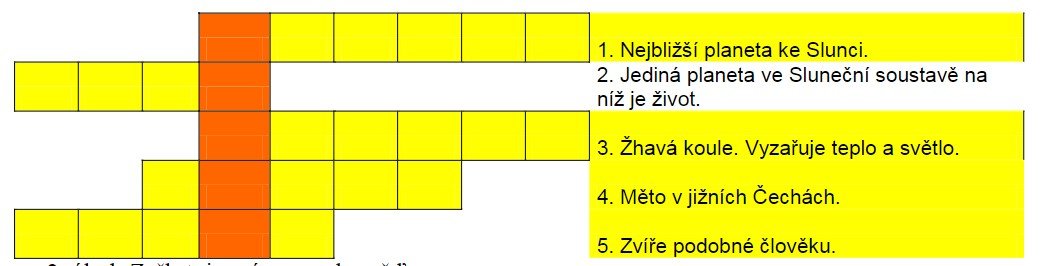 1. Nejbližší planeta ke Slunci.
2. Jediná planeta ve Sluneční soustavě na
níž je život.
3. Žhavá koule. Vyzařuje teplo a světlo.
4. Měto v jižních Čechách.
5. Zvíře podobné člověku.